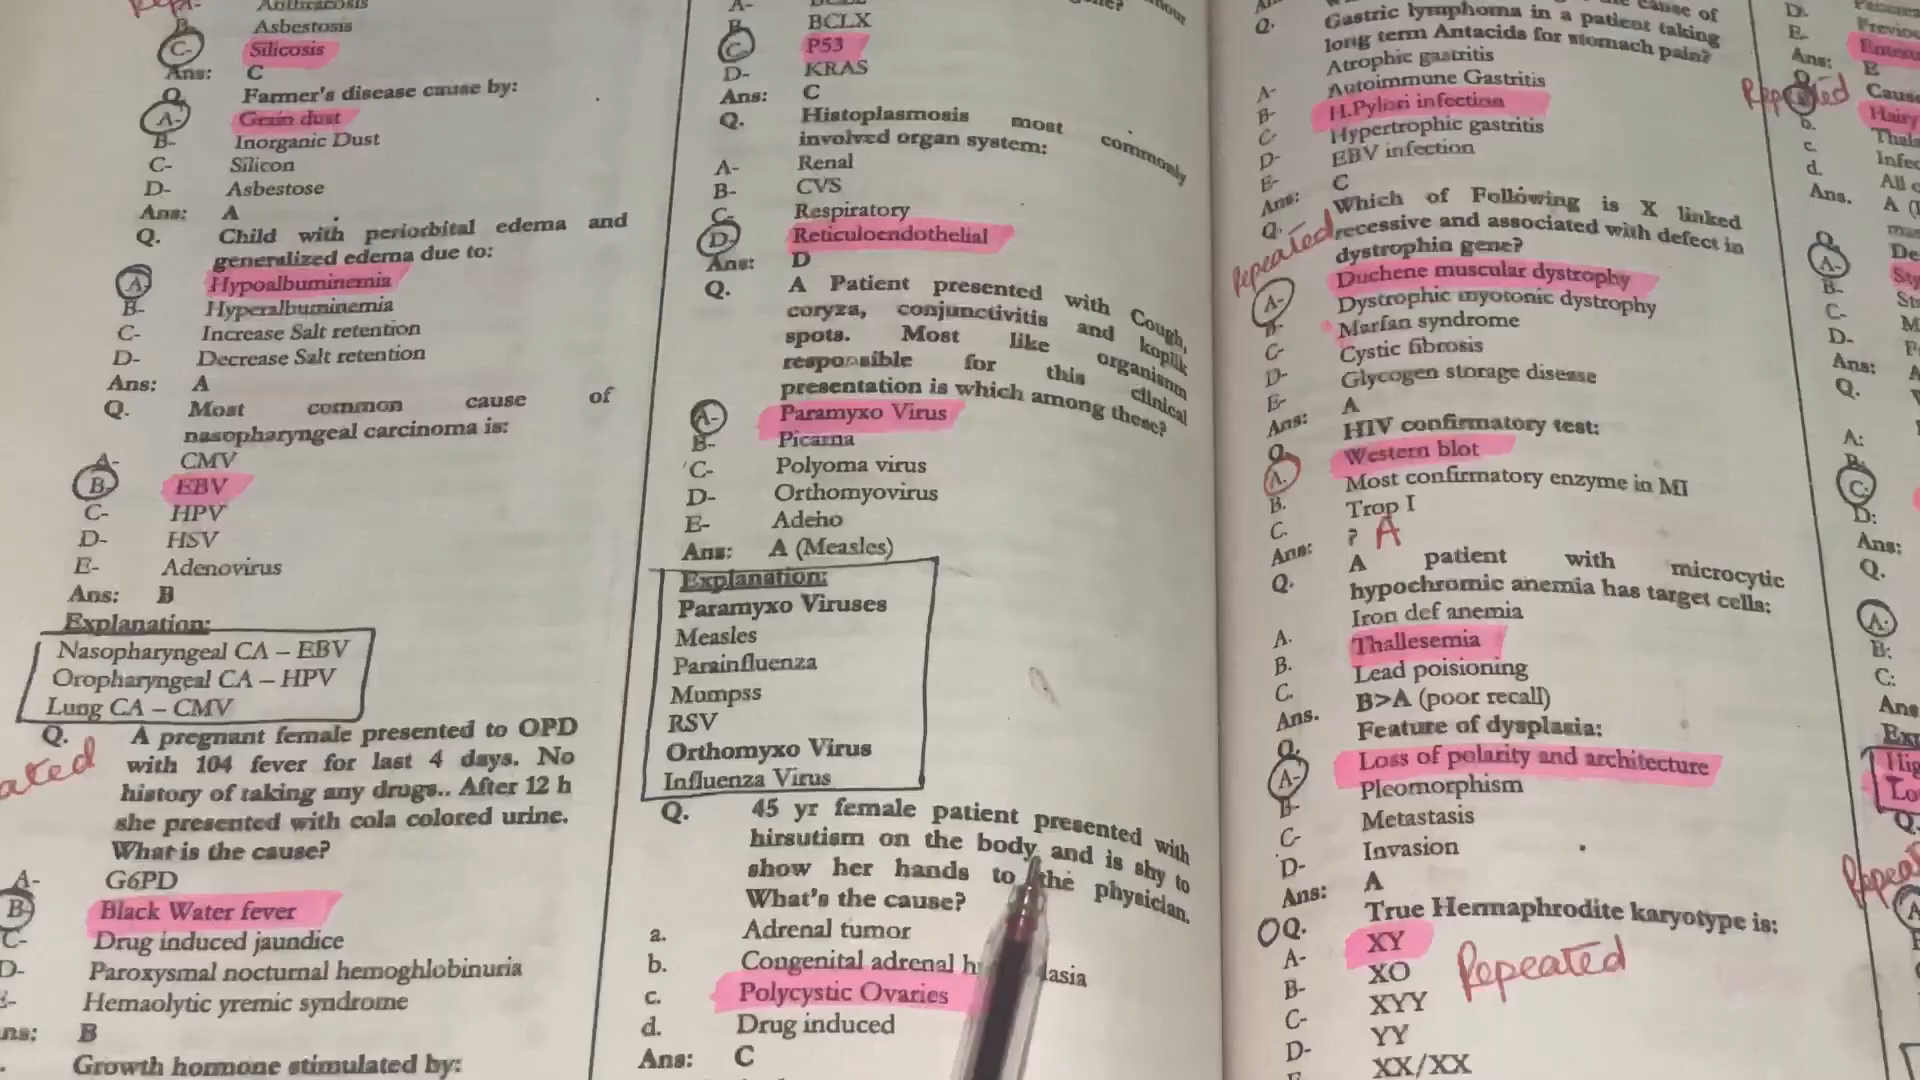 Anthracosis
B- Asbestosis
C- Silicosis
Ans: C
Q. Farmer's disease cause by:
A- Grain dust
B- Inorganic Dust
C- Silicon
D- Asbestose
Ans: A
Q. Child with periorbital edema and
generalized edema due to:
A- Hypoalbuminemia
B- Hyperalbuminemia
C- Increase Salt retention
D- Decrease Salt retention
Ans: A
Q. Most common cause of
nasopharyngeal carcinoma is:
A- CMV
B- EBV
C- HPV
D- HSV
E- Adenovirus
Ans: B
Explanation:
Nasopharyngeal CA – EBV
Oropharyngeal CA – HPV
Lung CA – CMV
Q. A pregnant female presented to OPD
with 104 fever for last 4 days. No
history of taking any drugs.. After 12 h
she presented with cola colored urine.
What is the cause?
A- G6PD
B- Black Water fever
C- Drug induced jaundice
D- Paroxysmal nocturnal hemoghlobinuria
Hemaolytic yremic syndrome
B
Growth hormone stimulated by:
A-
B- BCLX
C- P53
D- KRAS
Ans: C
Q. Histoplasmosis most commonly
involved organ system:
A- Renal
B- CVS
C- Respiratory
D- Reticuloendothelial
Ans: D
Q. A Patient presented with Cough,
coryza, conjunctivitis and koplik
spots. Most like organism
responsible for this clinical
presentation is which among these?
A- Paramyxo Virus
B- Picarna
C- Polyoma virus
D- Orthomyovirus
E- Adeno
Ans: A (Measles)
Explanation:
Paramyxo Viruses
Measles
Parainfluenza
Mumpss
RSV
Orthomyxo Virus
Influenza Virus
Q. 45 yr female patient presented with
hirsutism on the body and is shy to
show her hands to the physician.
What's the cause?
a. Adrenal tumor
b. Congenital adrenal
c. Polycystic Ovaries
d. Drug induced
Ans: C
Q. Gastric lymphoma in a patient taking
long term Antacids for stomach pain?
A- Atrophic gastritis
B- Autoimmune Gastritis
C- H.Pylori infection
D- Hypertrophic gastritis
E- EBV infection
Ans: C
Repeated
Q. Which of Following is X linked
recessive and associated with defect in
dystrophin gene?
A- Duchene muscular dystrophy
B- Dystrophic myotonic dystrophy
C- Marfan syndrome
D- Cystic fibrosis
E- Glycogen storage disease
Ans: A
Q. HIV confirmatory test:
A. Western blot
B. Most confirmatory enzyme in MI
C. Trop I
Ans: ? A
Q. A patient with microcytic
hypochromic anemia has target cells:
A. Iron def anemia
B. Thallesemia
C. Lead poisioning
Ans. B>A (poor recall)
Q. Feature of dysplasia:
A- Loss of polarity and architecture
B- Pleomorphism
C- Metastasis
D- Invasion
Ans: A
Q. True Hermaphrodite karyotype is:
A- XY
B- XO
C- XYY
D- YY
XX/XX
Repeated
D.
E-
Ans: B
Repeated
Q. Cause
Hairy
b.
c.
d. All
Ans. A
Q.
A-
B-
C-
D-
Ans:
Q.
A:
B:
C:
D:
Ans:
Q.
A:
B:
C:
Ans